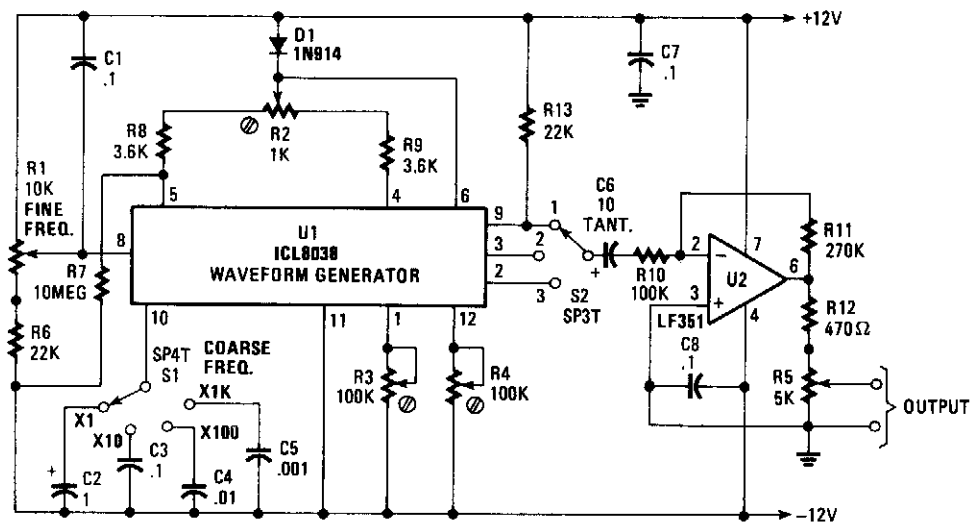 +12V
D1
1N914
C1
.1
C7
.1
R8
3.6K
R2
1K
R9
3.6K
R13
22K
R1
10K
FINE
FREQ.
5
4
6
C6
10
TANT.
8
U1
ICL8038
WAVEFORM GENERATOR
9
3
2
1
2
3
S2
SP3T
+
R10
100K
2
−
3
+
7
U2
6
4
LF351
R11
270K
R12
470Ω
R7
10MEG
R6
22K
10
11
1
12
SP4T
S1
COARSE
FREQ.
R3
100K
R4
100K
C8
.1
R5
5K
OUTPUT
X1
X10
X1K
X100
+
C2
1
C3
.1
C4
.01
C5
.001
−12V